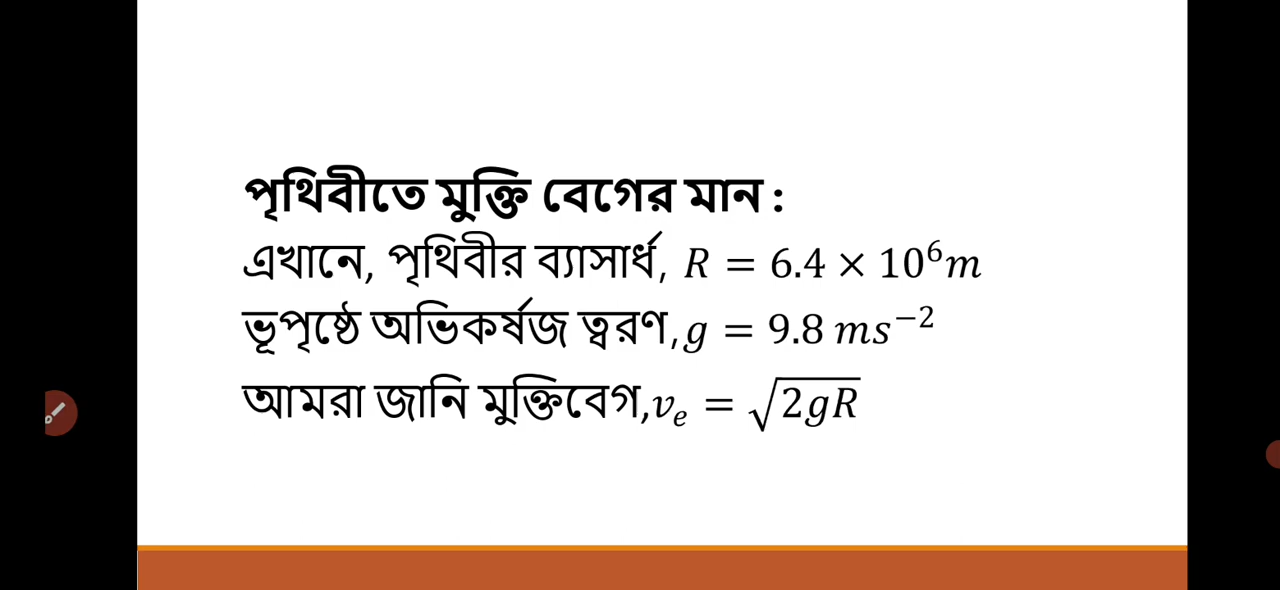 পৃথিবীতে মুক্তি বেগের মান :
এখানে, পৃথিবীর ব্যাসার্ধ, R = 6.4 × 10⁶m
ভূপৃষ্ঠে অভিকর্ষজ ত্বরণ,g = 9.8 ms⁻²
আমরা জানি মুক্তিবেগ,vₑ = √2gR